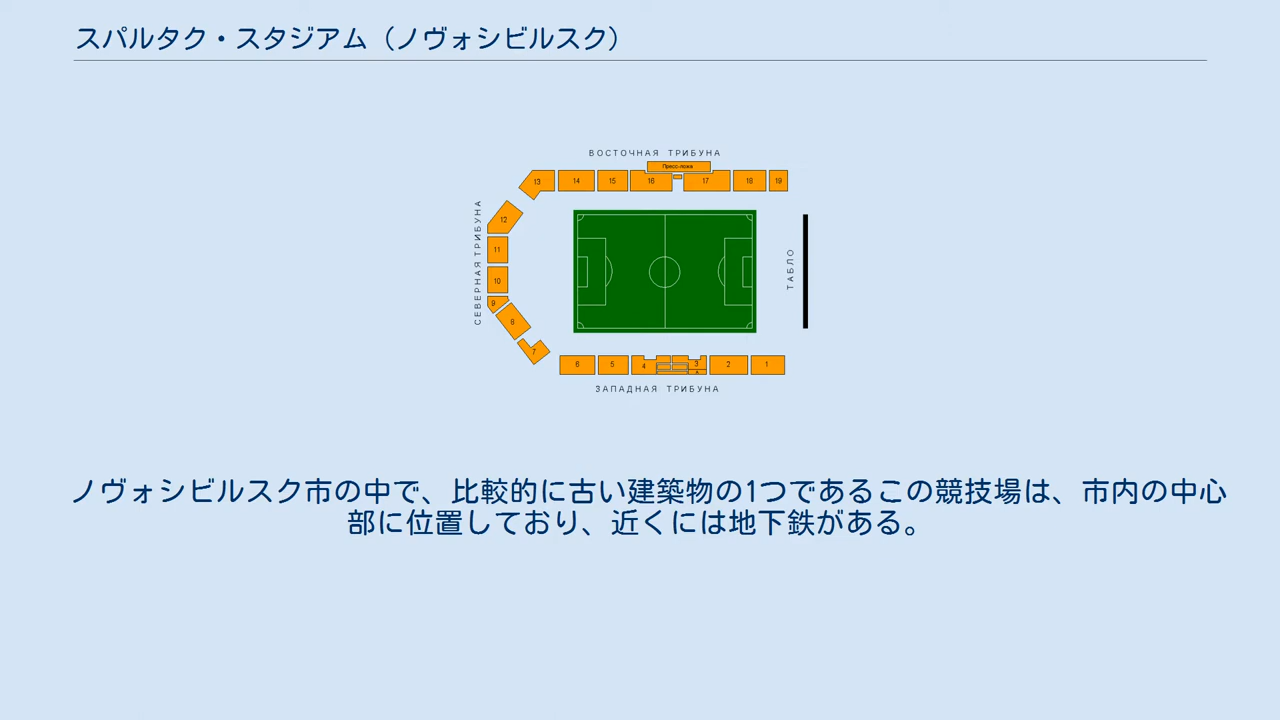 スパルタク・スタジアム（ノヴォシビルスク）
ВОСТОЧНАЯ ТРИБУНА
Пресс-ложа
13 14 15 16 17 18 19
СЕВЕРНАЯ ТРИБУНА
12
11
10
9
8
7
ТАБЛО
6 5 4 3 2 1
ЗАПАДНАЯ ТРИБУНА
ノヴォシビルスク市の中で、比較的に古い建築物の1つであるこの競技場は、市内の中心
部に位置しており、近くには地下鉄がある。